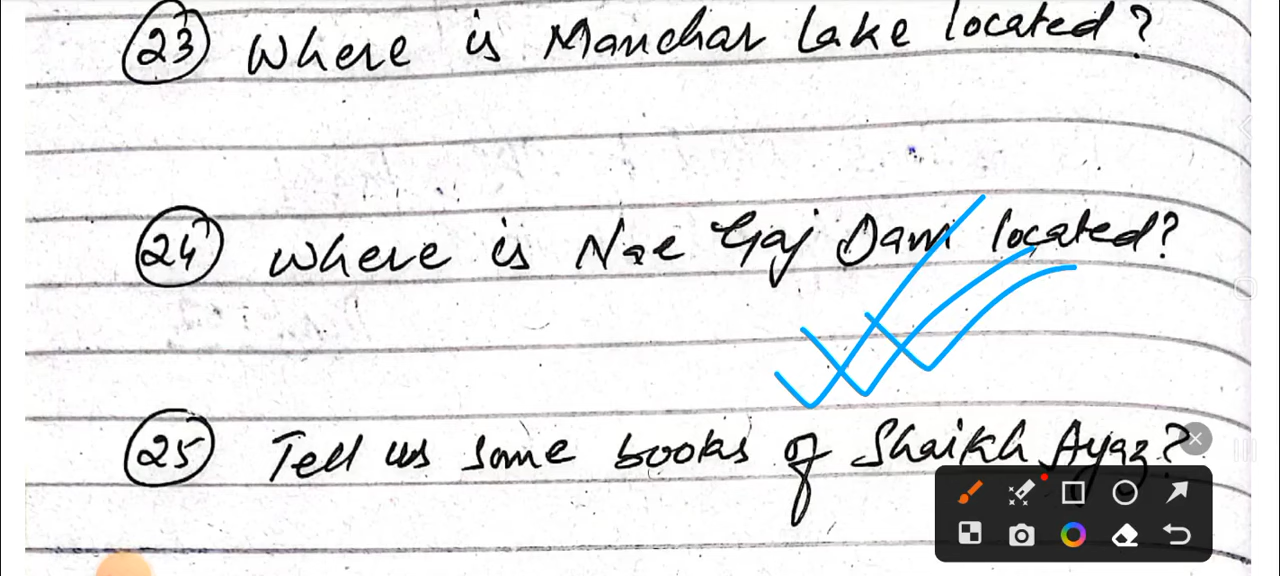 23 Where is Manchar Lake located?
24 Where is Nae Gaj Dam located?
25 Tell us some books of Shaikh Ayaz?